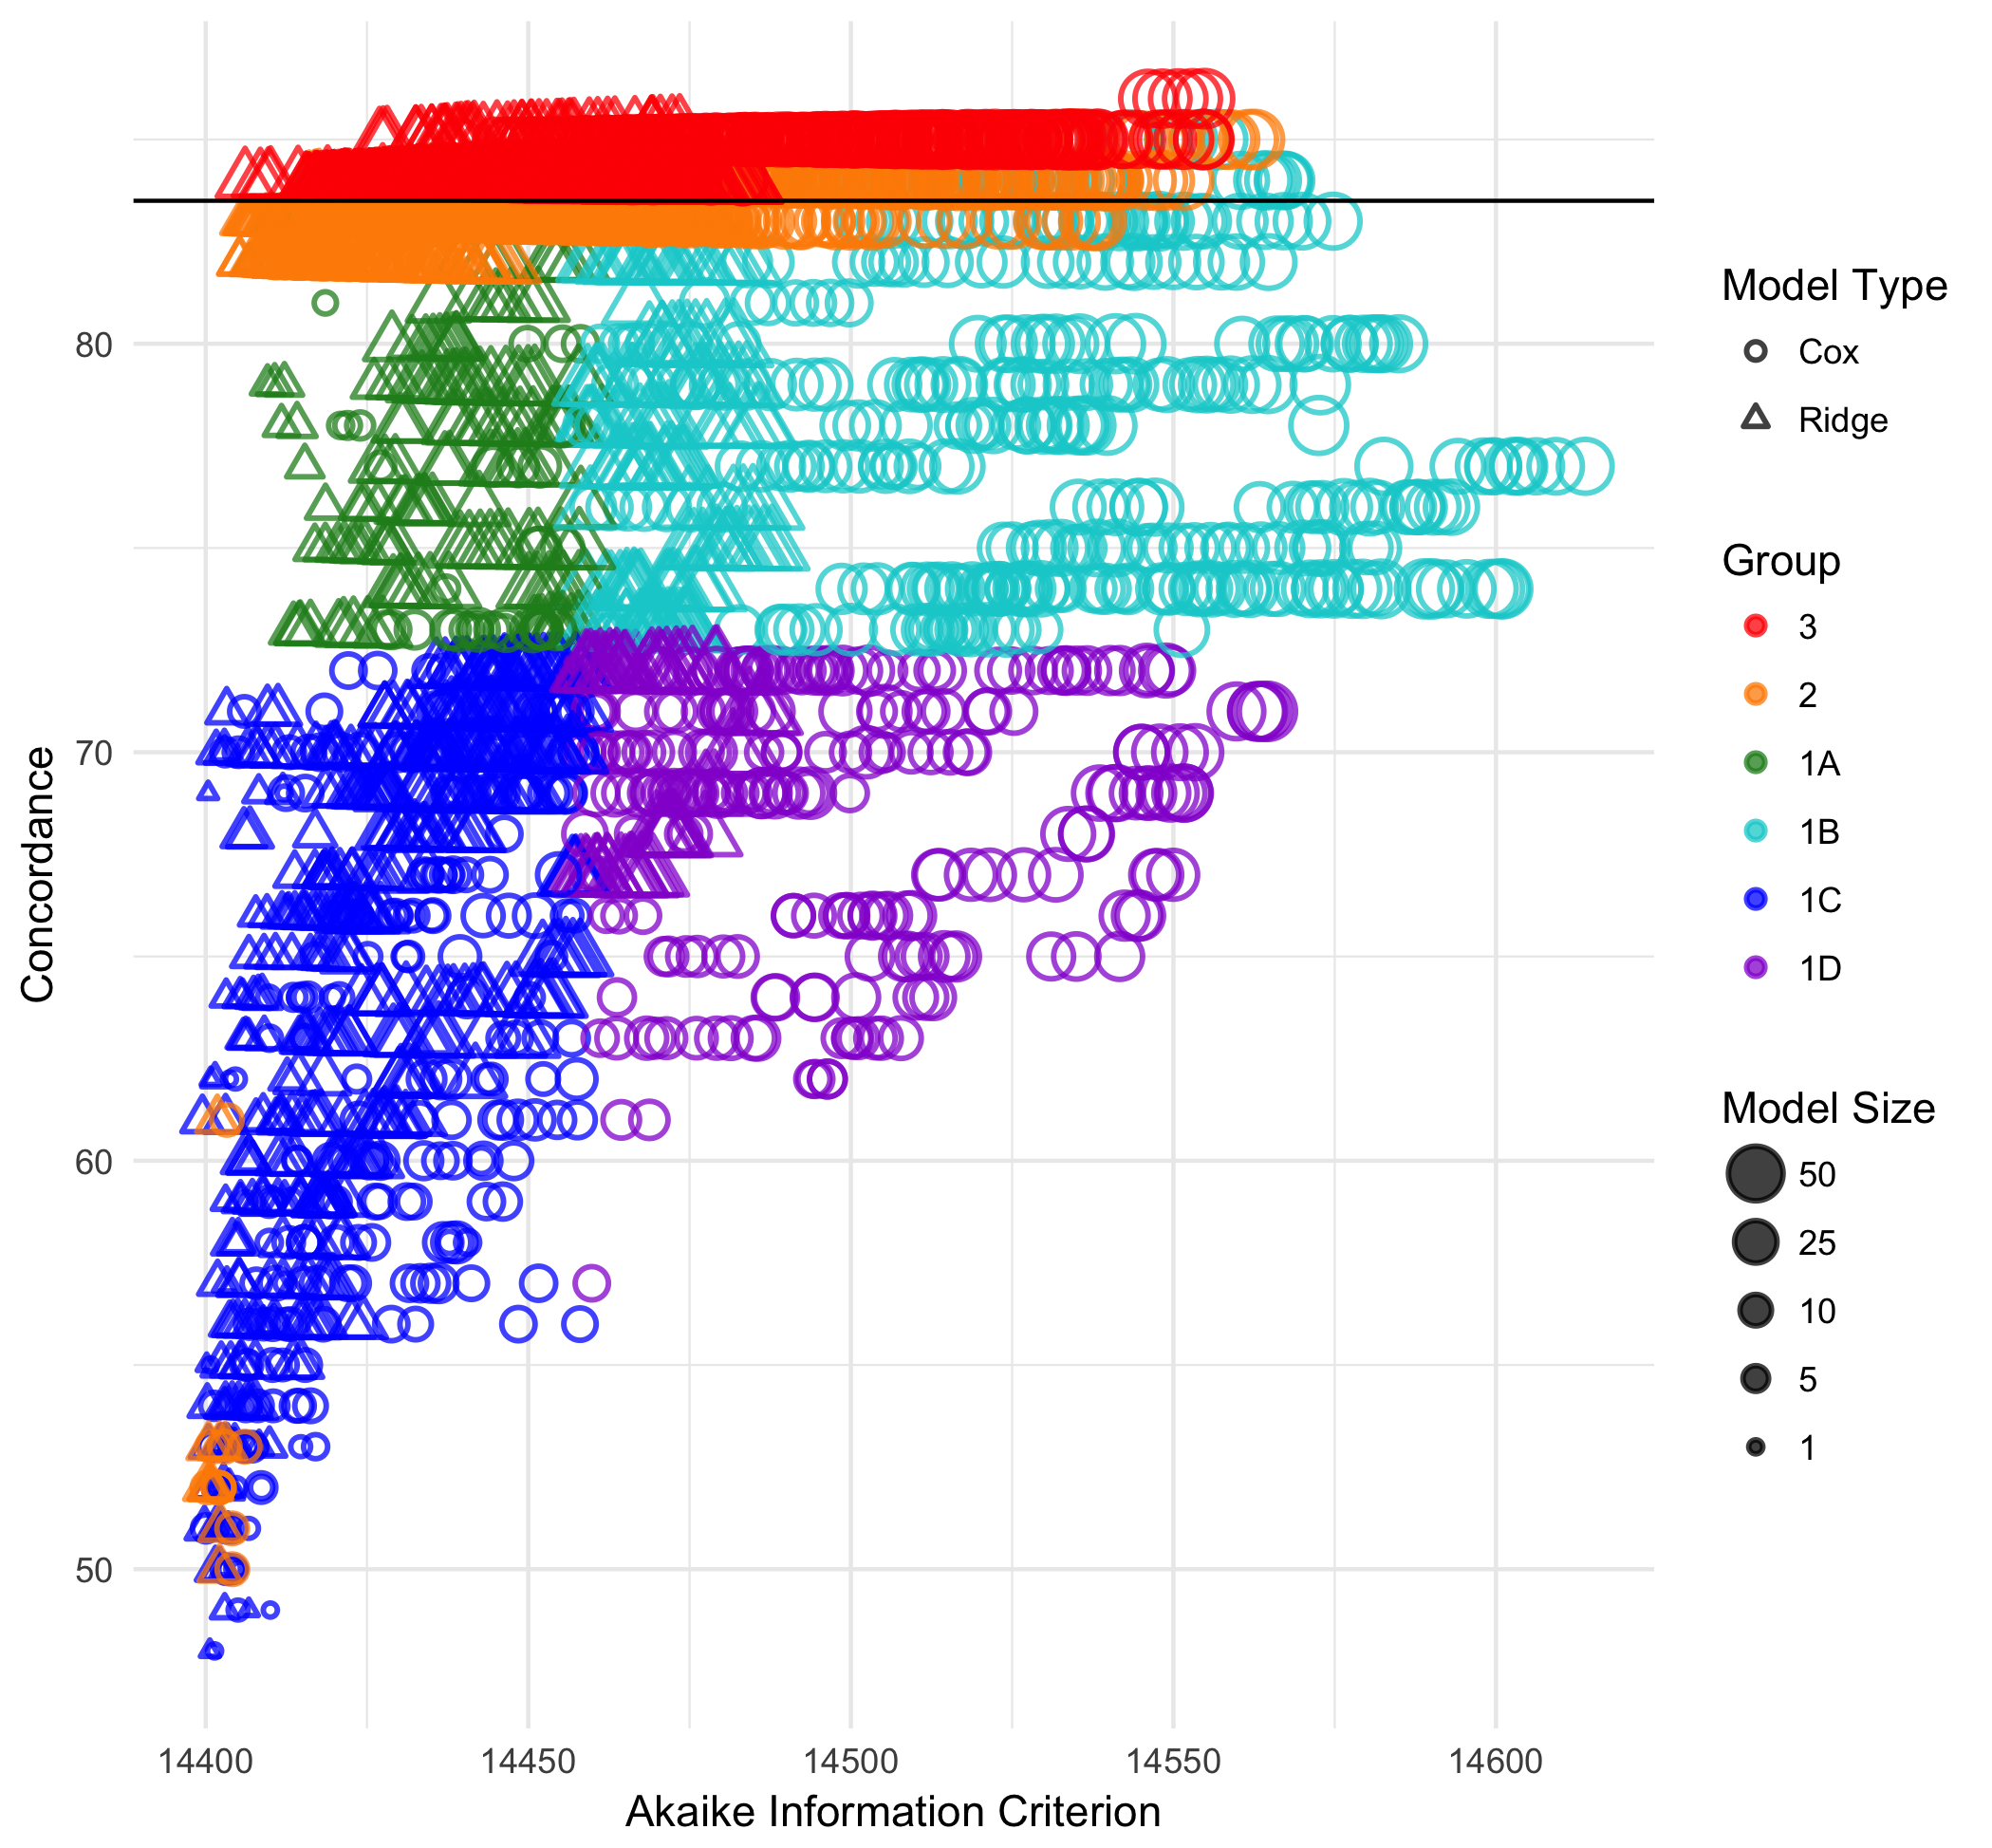 80
70
60
50
Concordance
14400
14450
14500
14550
14600
Akaike Information Criterion
Model Type
Cox
Ridge
Group
3
2
1A
1B
1C
1D
Model Size
50
25
10
5
1